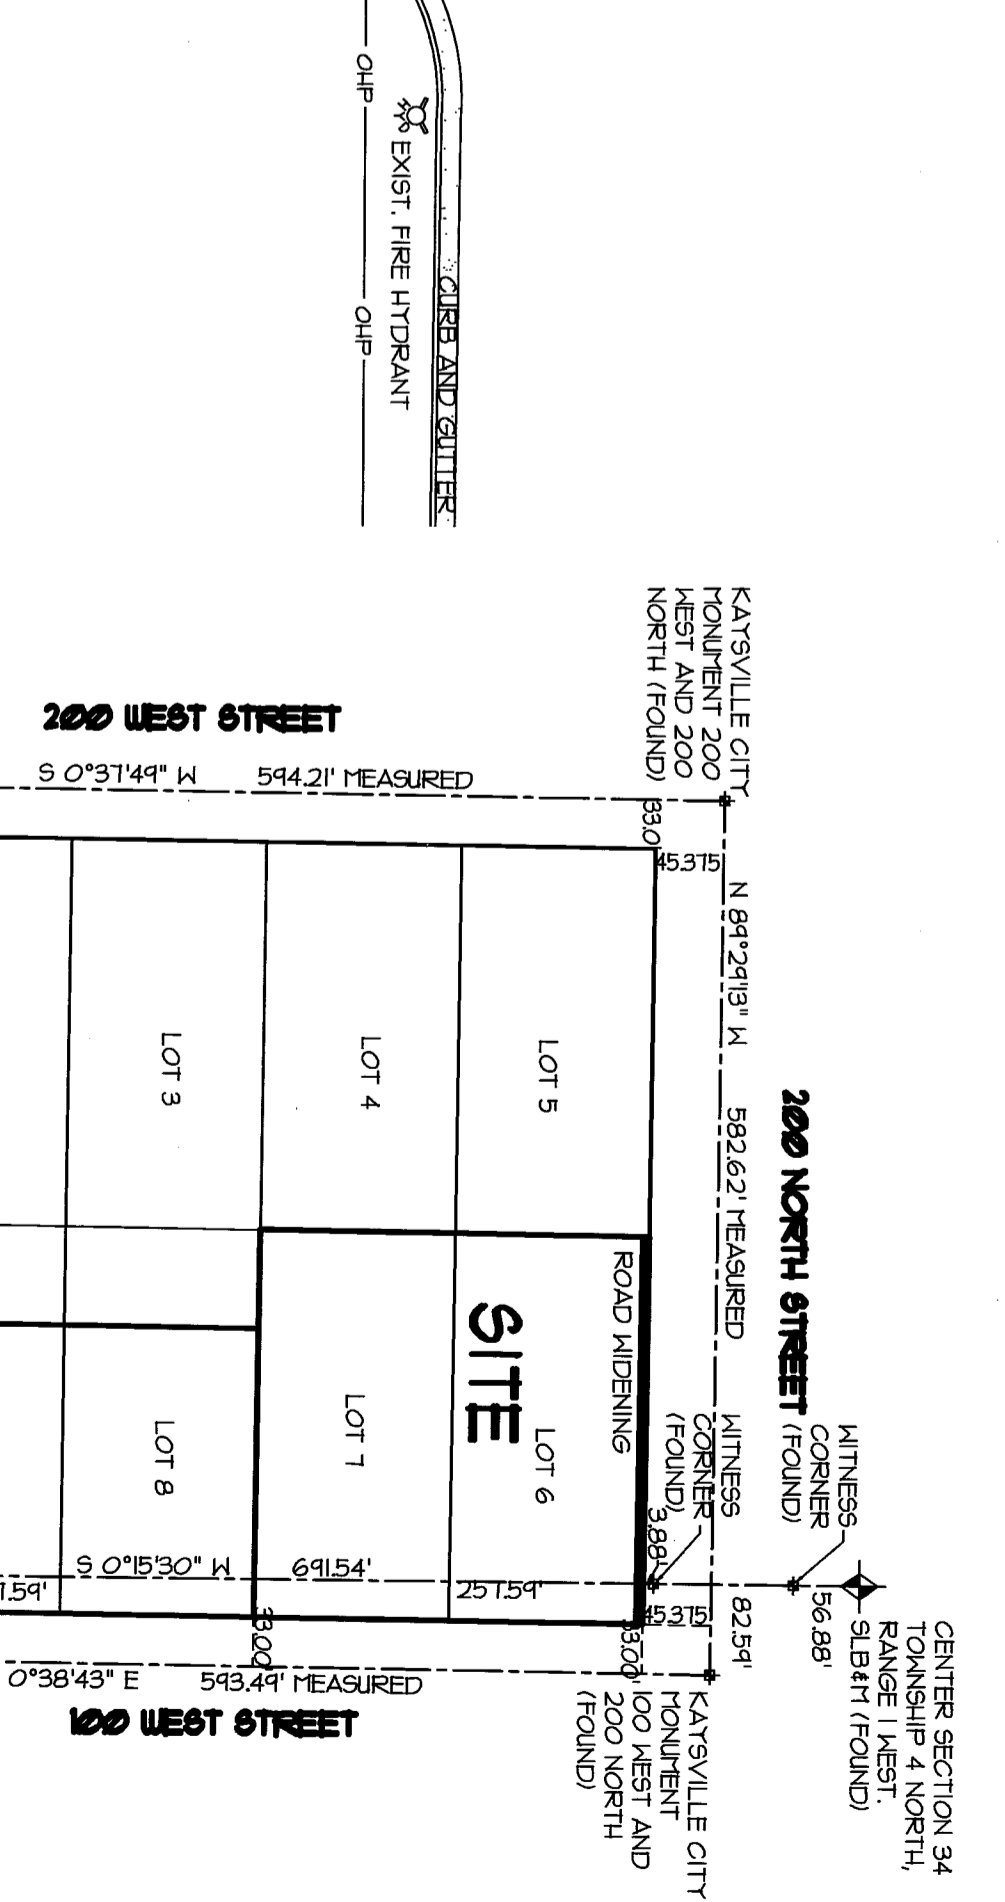 OHP
OHP
EXIST. FIRE HYDRANT
CURB AND GUTTER
KAYSVILLE CITY
MONUMENT 200
WEST AND 200
NORTH (FOUND)
200 WEST STREET
S 0°37'49" W 594.21' MEASURED
33.0'
45.375
N 89°29'13" W 582.62' MEASURED
200 NORTH STREET
LOT 3
LOT 4
LOT 5
ROAD WIDENING
SITE
LOT 6
LOT 7
LOT 8
WITNESS
CORNER
(FOUND)
WITNESS
CORNER
(FOUND)
3.88'
S 0°15'30" W 691.54'
257.59'
7.59'
45.375
82.59'
56.88'
33.00'
33.00'
0°38'43" E 593.49' MEASURED
100 WEST STREET
KAYSVILLE CITY
MONUMENT
100 WEST AND
200 NORTH
(FOUND)
CENTER SECTION 34
TOWNSHIP 4 NORTH,
RANGE 1 WEST.
SLB&M (FOUND)